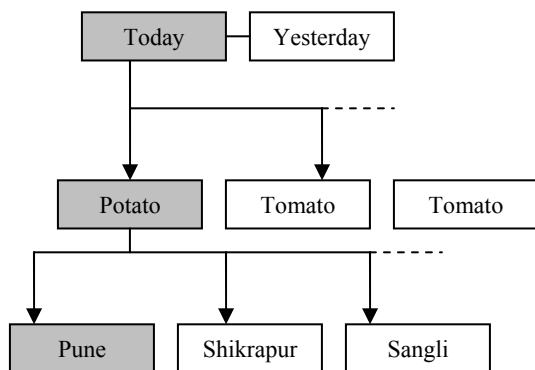 Today
Yesterday
Potato
Tomato
Tomato
Pune
Shikrapur
Sangli